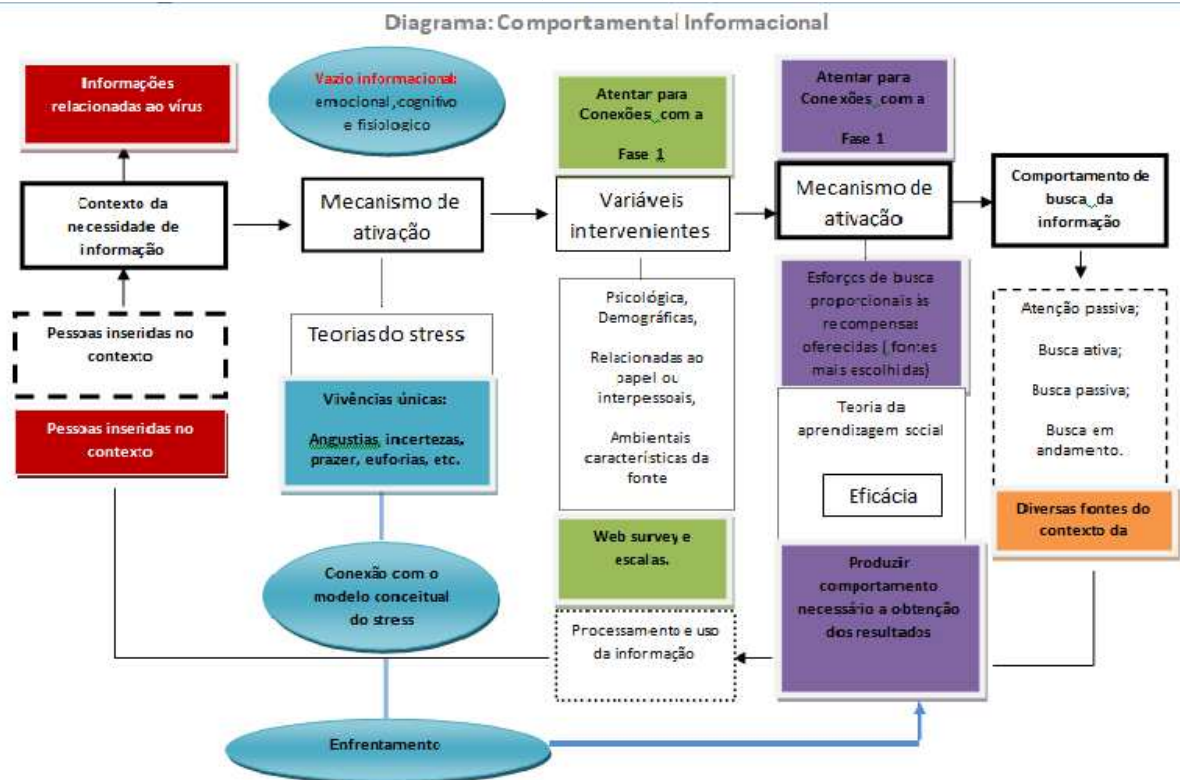 Diagrama: Comportamental Informacional
Informações
relacionadas ao vírus
Contexto da
necessidade de
informação
Pessoas inseridas no
contexto
Pessoas inseridas no
contexto
Vazio informacional:
emocional ,cognitivo
e fisiologico
Mecanismo de
ativação
Teorias do stress
Vivências únicas:
Angustias, incertezas,
prazer, euforias, etc.
Conexão com o
modelo conceitual
do stress
Enfrentamento
Atentar para
Conexões com a
Fase 1
Variáveis
intervenientes
Psicológica,
Demográficas,
Relacionadas ao
papel ou
interpessoais,
Ambientais
características da
fonte
Web survey e
escalas.
Processamento e uso
da informação
Atentar para
Conexões com a
Fase 1
Mecanismo de
ativação
Esforços de busca
proporcionais às
recompensas
oferecidas ( fontes
mais escolhidas)
Teoria da
aprendizagem social
Eficácia
Produzir
comportamento
necessário a obtenção
dos resultados
Comportamento de
busca da
informação
Atenção passiva;
Busca ativa;
Busca passiva;
Busca em
andamento.
Diversas fontes do
contexto da